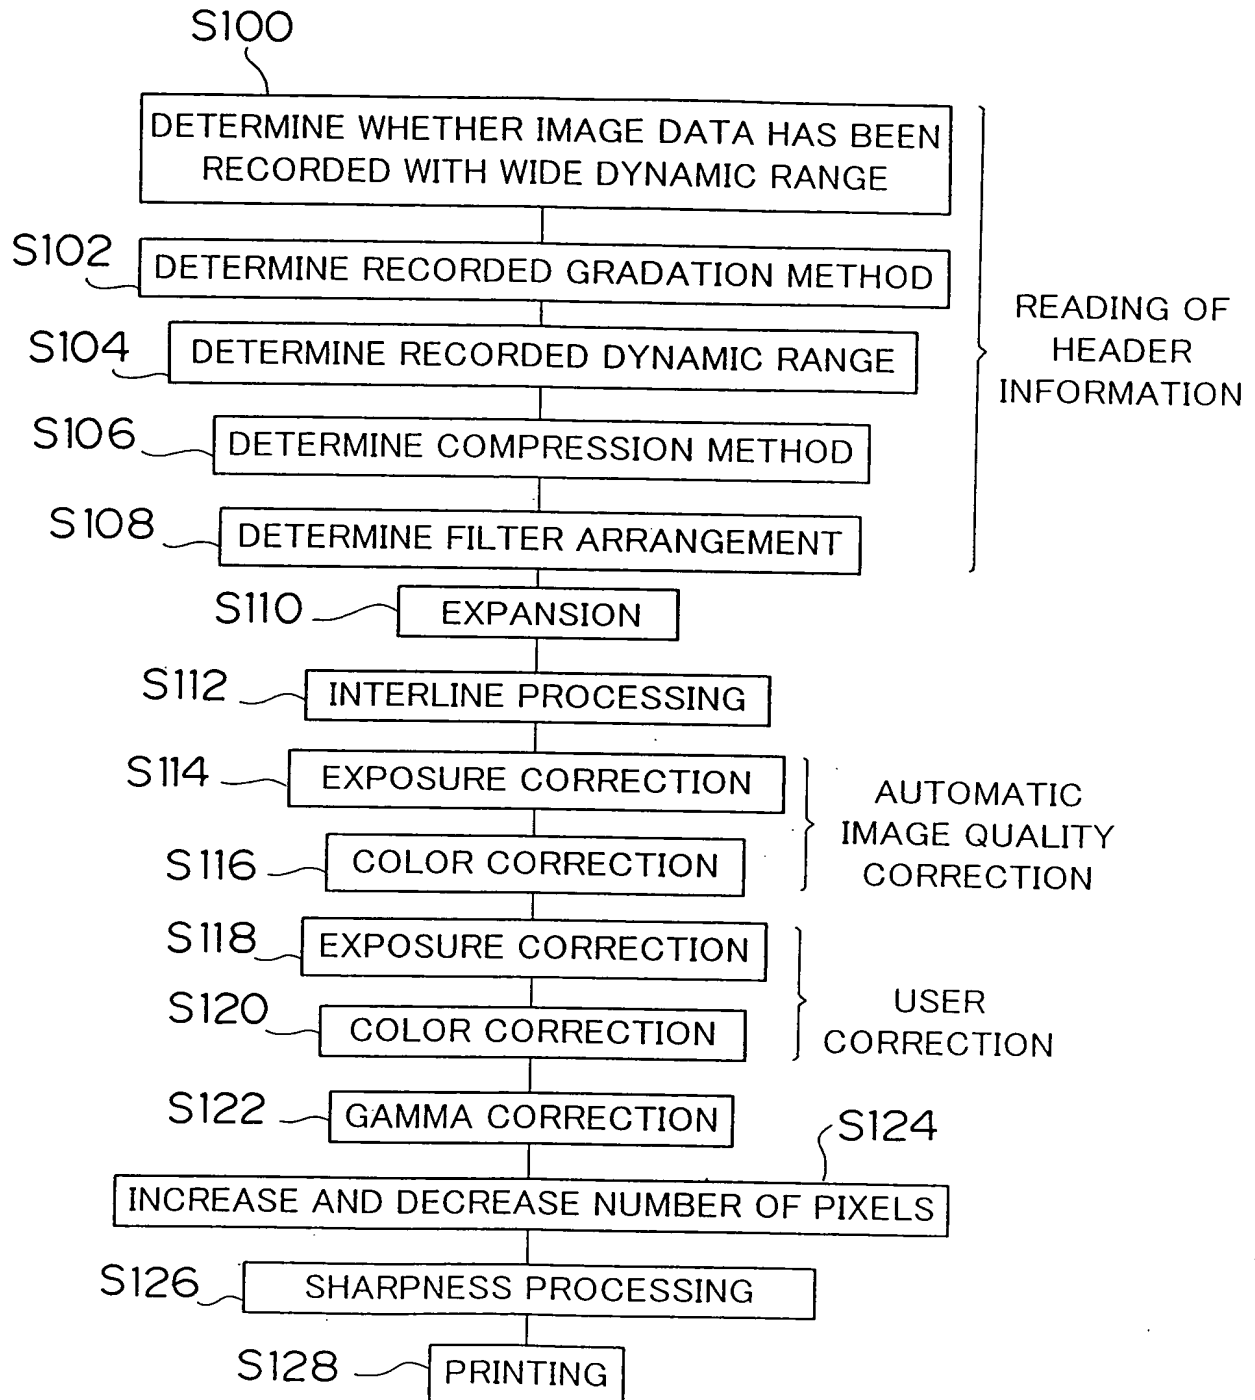 S100
DETERMINE WHETHER IMAGE DATA HAS BEEN
RECORDED WITH WIDE DYNAMIC RANGE
S102
DETERMINE RECORDED GRADATION METHOD
S104
DETERMINE RECORDED DYNAMIC RANGE
S106
DETERMINE COMPRESSION METHOD
S108
DETERMINE FILTER ARRANGEMENT
READING OF
HEADER
INFORMATION
S110
EXPANSION
S112
INTERLINE PROCESSING
S114
EXPOSURE CORRECTION
S116
COLOR CORRECTION
AUTOMATIC
IMAGE QUALITY
CORRECTION
S118
EXPOSURE CORRECTION
S120
COLOR CORRECTION
USER
CORRECTION
S122
GAMMA CORRECTION
S124
INCREASE AND DECREASE NUMBER OF PIXELS
S126
SHARPNESS PROCESSING
S128
PRINTING